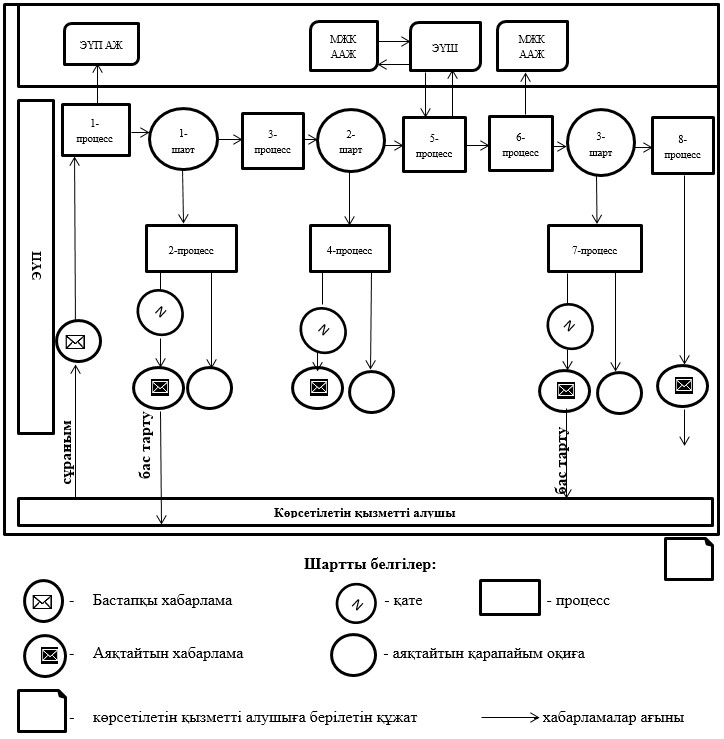 ЭҮП АЖ
МЖК
ААЖ
ЭҮШ
МЖК
ААЖ
ЭҮП
1-
процесс
1-
шарт
3-
процесс
2-
шарт
5-
процесс
6-
процесс
3-
шарт
8-
процесс
2-процесс
4-процесс
7-процесс
сұраным
бас тарту
бас тарту
Көрсетілетін қызметті алушы
Шартты белгілер:
- Бастапқы хабарлама
- қате
- процесс
- Аяқтайтын хабарлама
- аяқтайтын қарапайым оқиға
- көрсетілетін қызметті алушыға берілетін құжат
хабарламалар ағыны